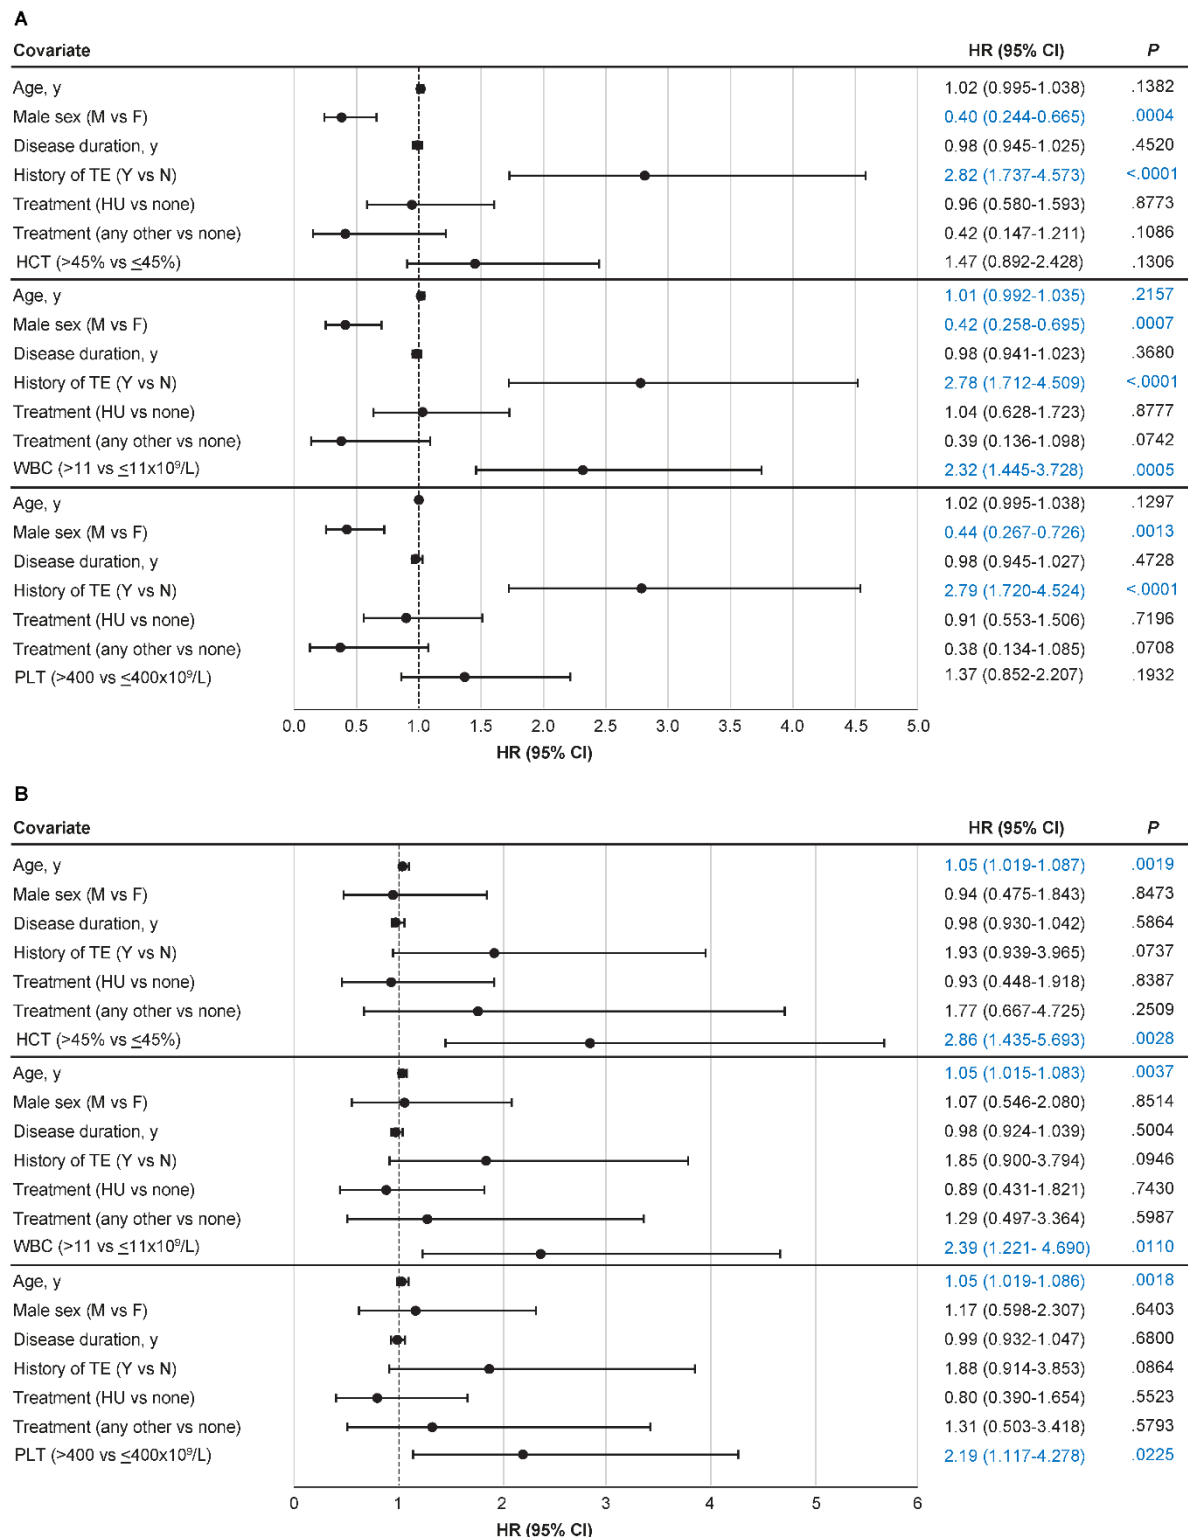 A
Covariate HR (95% CI) P
Age, y 1.02 (0.995-1.038) .1382
Male sex (M vs F) 0.40 (0.244-0.665) .0004
Disease duration, y 0.98 (0.945-1.025) .4520
History of TE (Y vs N) 2.82 (1.737-4.573) <.0001
Treatment (HU vs none) 0.96 (0.580-1.593) .8773
Treatment (any other vs none) 0.42 (0.147-1.211) .1086
HCT (>45% vs ≤45%) 1.47 (0.892-2.428) .1306
Age, y 1.01 (0.992-1.035) .2157
Male sex (M vs F) 0.42 (0.258-0.695) .0007
Disease duration, y 0.98 (0.941-1.023) .3680
History of TE (Y vs N) 2.78 (1.712-4.509) <.0001
Treatment (HU vs none) 1.04 (0.628-1.723) .8777
Treatment (any other vs none) 0.39 (0.136-1.098) .0742
WBC (>11 vs ≤11x10⁹/L) 2.32 (1.445-3.728) .0005
Age, y 1.02 (0.995-1.038) .1297
Male sex (M vs F) 0.44 (0.267-0.726) .0013
Disease duration, y 0.98 (0.945-1.027) .4728
History of TE (Y vs N) 2.79 (1.720-4.524) <.0001
Treatment (HU vs none) 0.91 (0.553-1.506) .7196
Treatment (any other vs none) 0.38 (0.134-1.085) .0708
PLT (>400 vs ≤400x10⁹/L) 1.37 (0.852-2.207) .1932
0.0 0.5 1.0 1.5 2.0 2.5 3.0 3.5 4.0 4.5 5.0
HR (95% CI)
B
Covariate HR (95% CI) P
Age, y 1.05 (1.019-1.087) .0019
Male sex (M vs F) 0.94 (0.475-1.843) .8473
Disease duration, y 0.98 (0.930-1.042) .5864
History of TE (Y vs N) 1.93 (0.939-3.965) .0737
Treatment (HU vs none) 0.93 (0.448-1.918) .8387
Treatment (any other vs none) 1.77 (0.667-4.725) .2509
HCT (>45% vs ≤45%) 2.86 (1.435-5.693) .0028
Age, y 1.05 (1.015-1.083) .0037
Male sex (M vs F) 1.07 (0.546-2.080) .8514
Disease duration, y 0.98 (0.924-1.039) .5004
History of TE (Y vs N) 1.85 (0.900-3.794) .0946
Treatment (HU vs none) 0.89 (0.431-1.821) .7430
Treatment (any other vs none) 1.29 (0.497-3.364) .5987
WBC (>11 vs ≤11x10⁹/L) 2.39 (1.221- 4.690) .0110
Age, y 1.05 (1.019-1.086) .0018
Male sex (M vs F) 1.17 (0.598-2.307) .6403
Disease duration, y 0.99 (0.932-1.047) .6800
History of TE (Y vs N) 1.88 (0.914-3.853) .0864
Treatment (HU vs none) 0.80 (0.390-1.654) .5523
Treatment (any other vs none) 1.31 (0.503-3.418) .5793
PLT (>400 vs ≤400x10⁹/L) 2.19 (1.117-4.278) .0225
0 1 2 3 4 5 6
HR (95% CI)